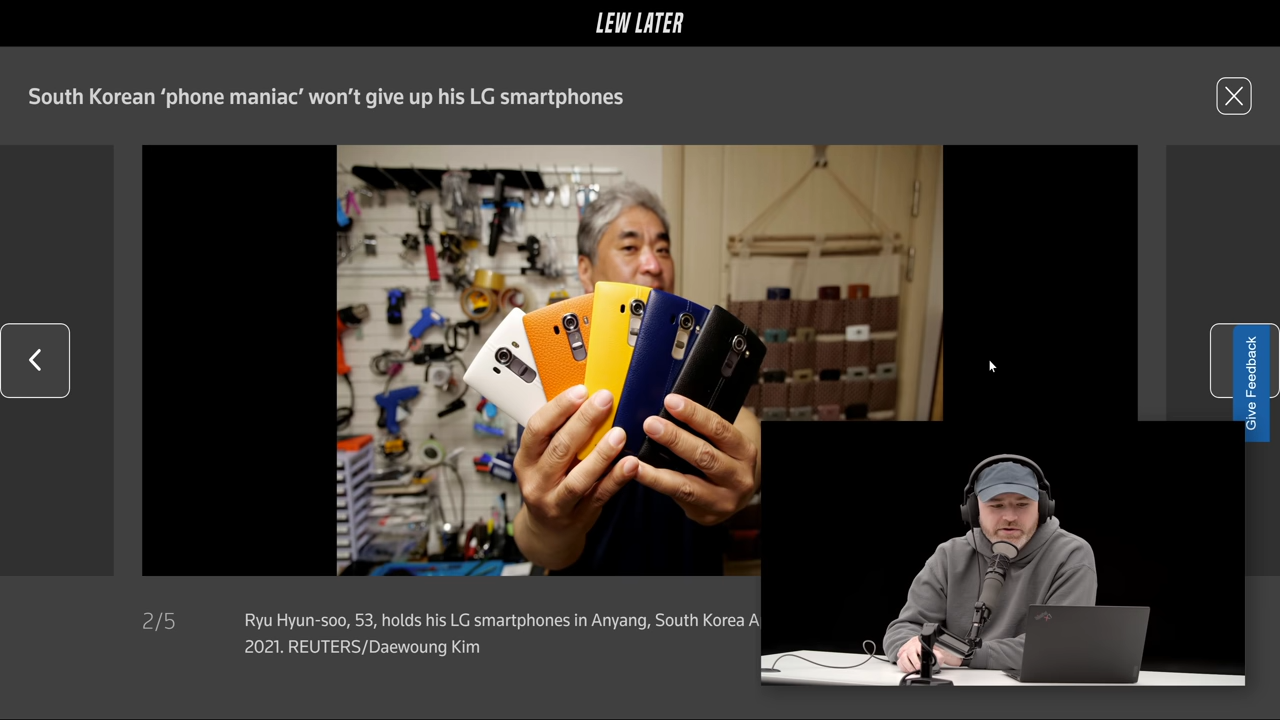 LEW LATER
South Korean ‘phone maniac’ won’t give up his LG smartphones
Give Feedback
2/5
Ryu Hyun-soo, 53, holds his LG smartphones in Anyang, South Korea
2021. REUTERS/Daewoung Kim